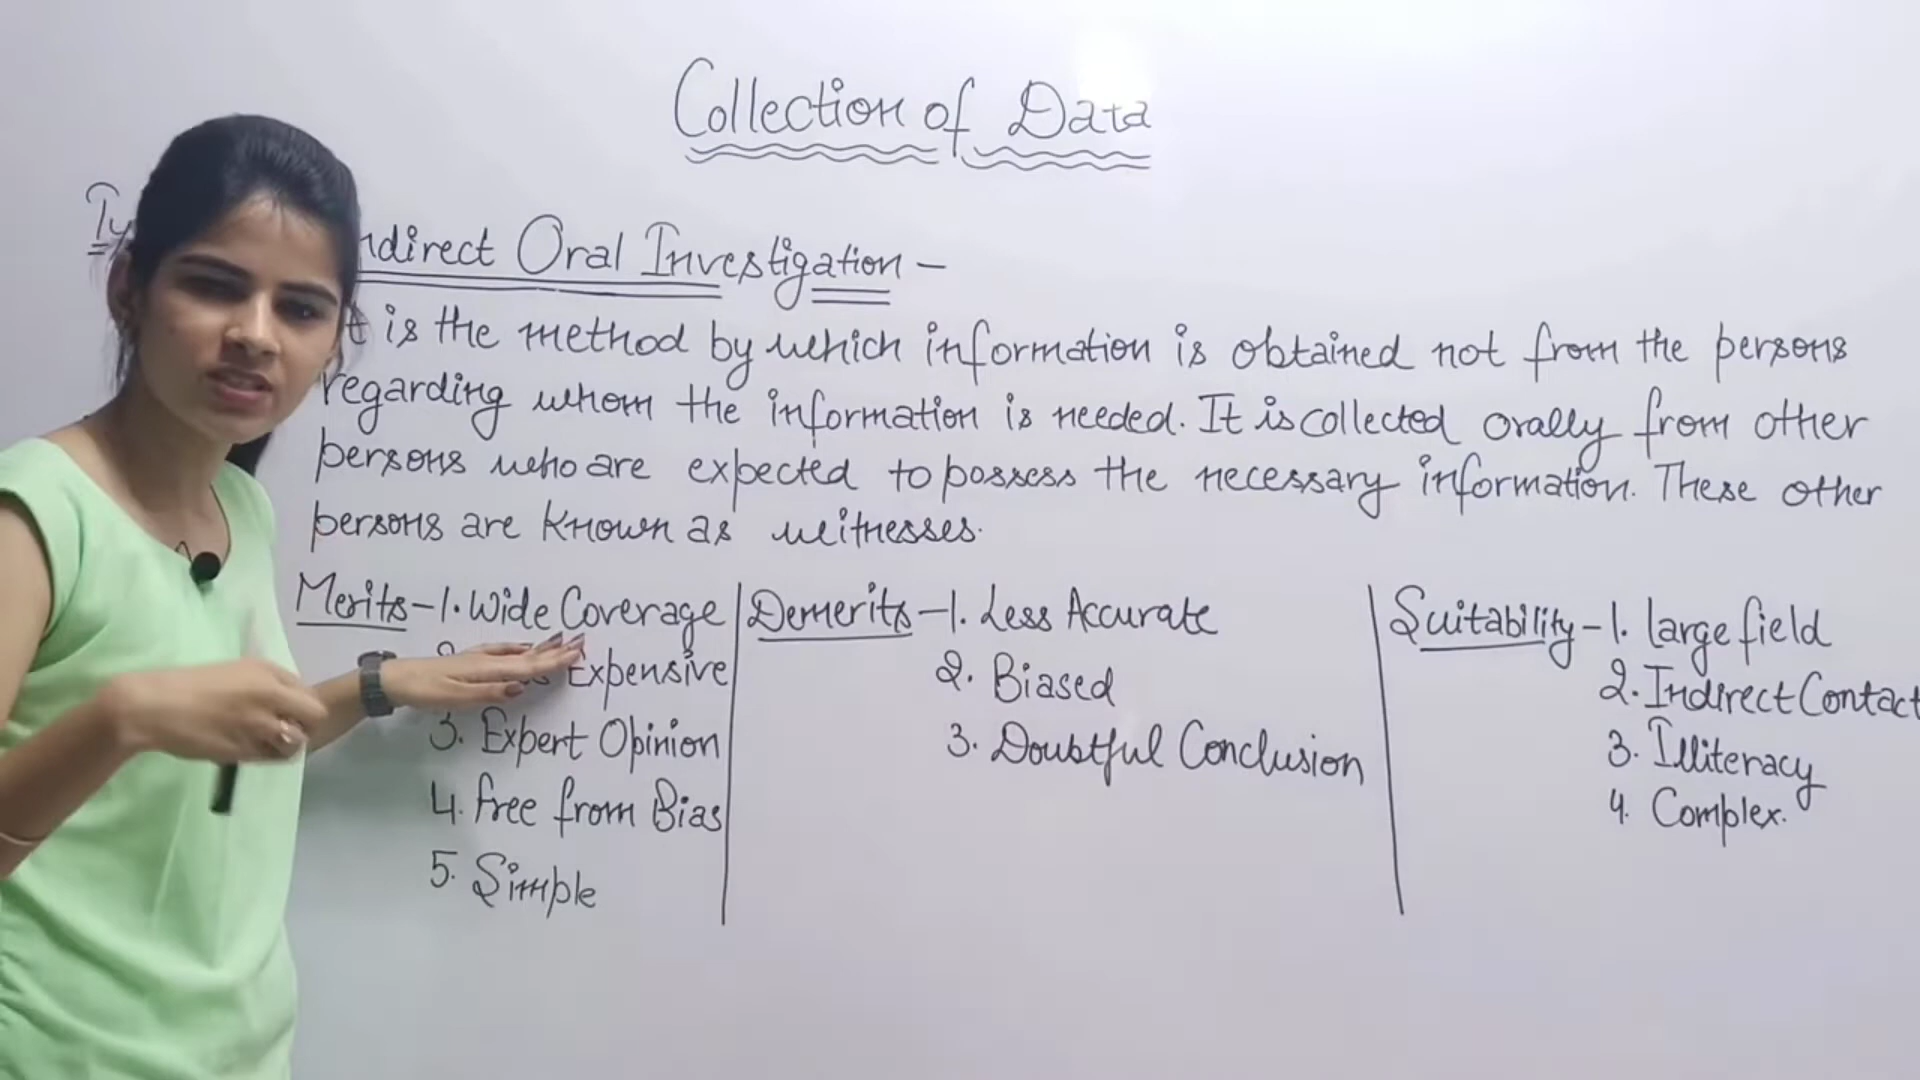 Collection of Data
ndirect Oral Investigation -
t is the method by which information is obtained not from the persons
regarding whom the information is needed. It is collected orally from other
persons who are expected to possess the necessary information. These other
persons are known as witnesses.
Merits - 1. Wide Coverage
Expensive
3. Expert Opinion
4. free from Bias
5. Simple
Demerits - 1. Less Accurate
2. Biased
3. Doubtful Conclusion
Suitability - 1. large field
2. Indirect Contact
3. Illiteracy
4. Complex.